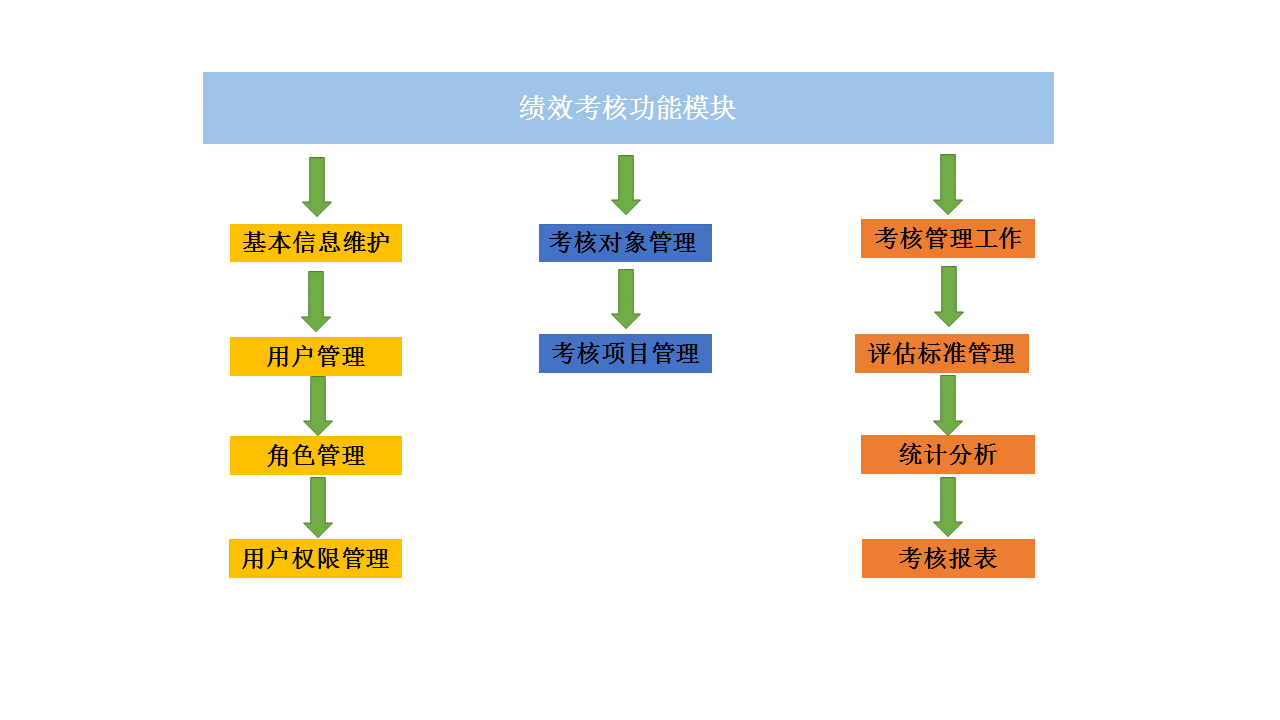 绩效考核功能模块
基本信息维护
用户管理
角色管理
用户权限管理
考核对象管理
考核项目管理
考核管理工作
评估标准管理
统计分析
考核报表